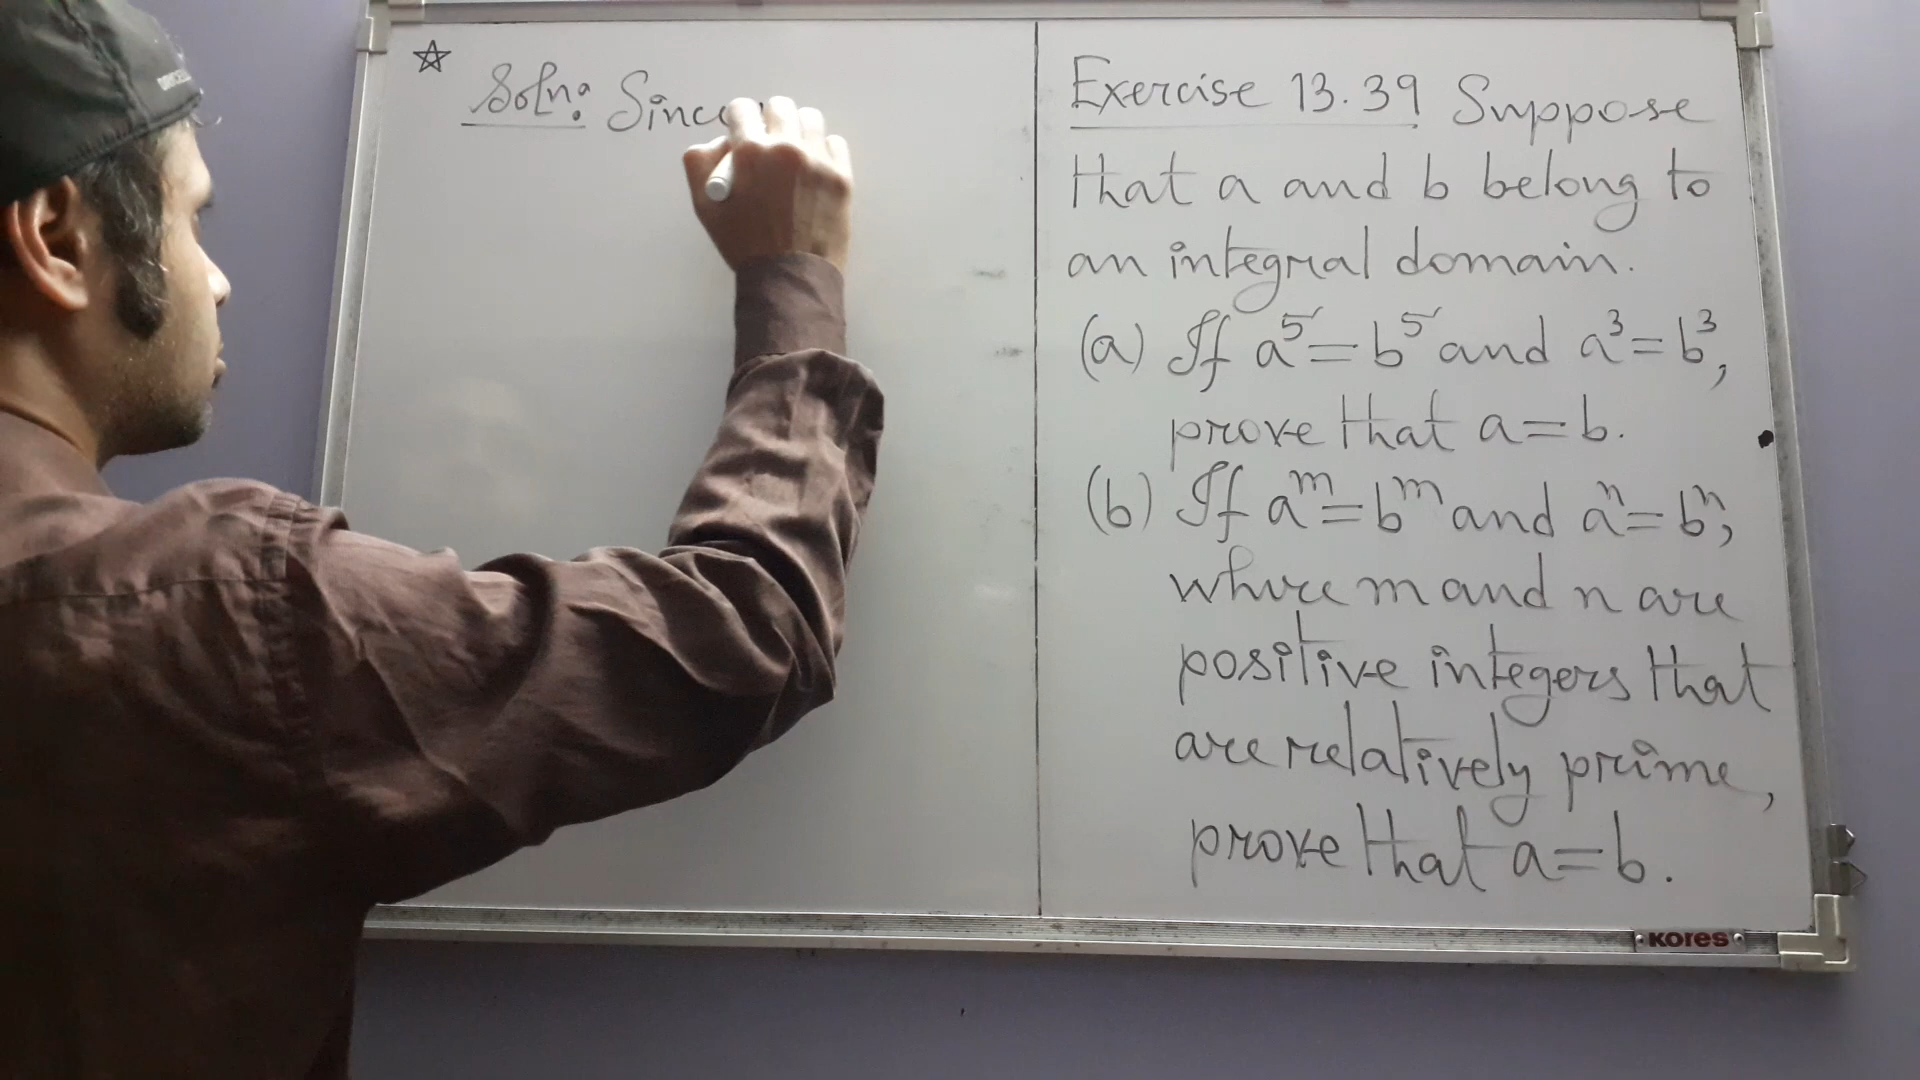 ☆
Soln: Since
Exercise 13.39 Suppose
that a and b belong to
an integral domain.
(a) If a⁵ = b⁵ and a³ = b³,
prove that a = b.
(b) If aᵐ = bᵐ and aⁿ = bⁿ,
where m and n are
positive integers that
are relatively prime,
prove that a = b.
KORES